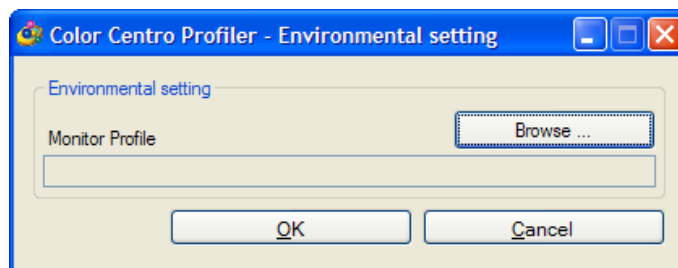 Color Centro Profiler - Environmental setting
Environmental setting
Browse ...
Monitor Profile
OK
Cancel